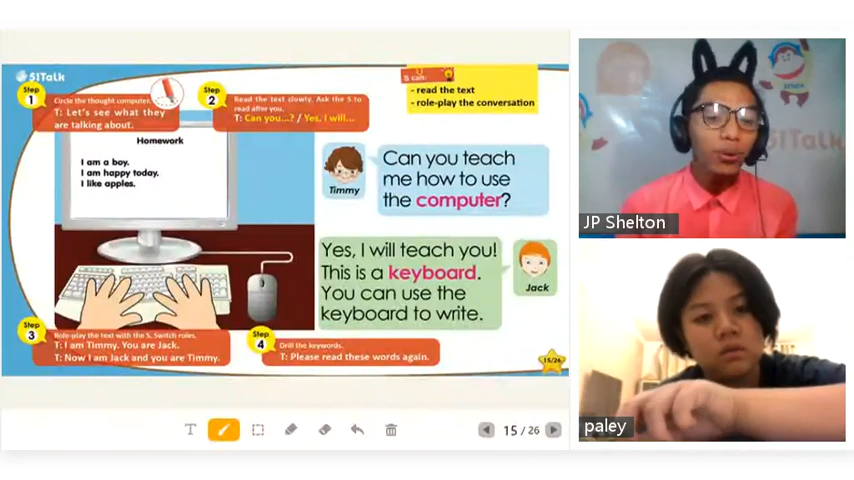 51Talk
Step
1
Circle the thought computer.
T: Let's see what they
are talking about.
Step
2
Read the text slowly. Ask the S to
read after you.
T: Can you...? / Yes, I will...
S can:
- read the text
- role-play the conversation
Homework
I am a boy.
I am happy today.
I like apples.
Timmy
Can you teach
me how to use
the computer?
Yes, I will teach you!
This is a keyboard.
You can use the
keyboard to write.
Jack
Step
3
Role-play the text with the S. Switch roles.
T: I am Timmy. You are Jack.
T: Now I am Jack and you are Timmy.
Step
4
Drill the keywords.
T: Please read these words again.
15/26
T
15 / 26
51Talk
JP Shelton
paley